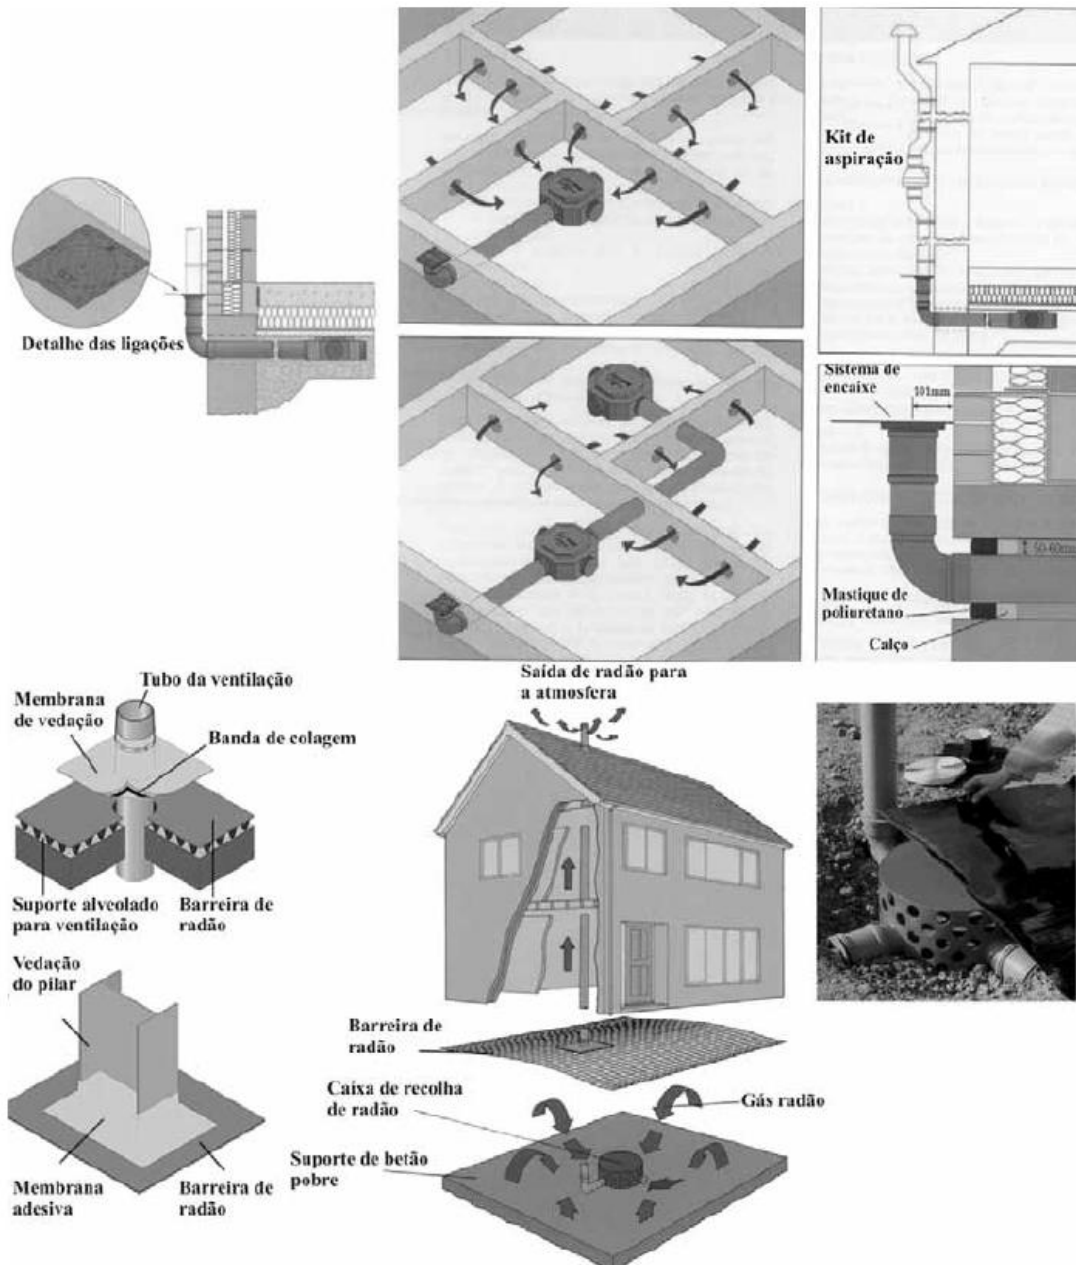 Kit de
aspiração
Detalhe das ligações
Sistema de
encaixe
101mm
50-60mm
Mastique de
poliuretano
Calço
Tubo da ventilação
Membrana
de vedação
Banda de colagem
Suporte alveolado
para ventilação
Barreira de
radão
Saída de radão para
a atmosfera
Vedação
do pilar
Membrana
adesiva
Barreira de
radão
Barreira de
radão
Caixa de recolha
de radão
Gás radão
Suporte de betão
pobre